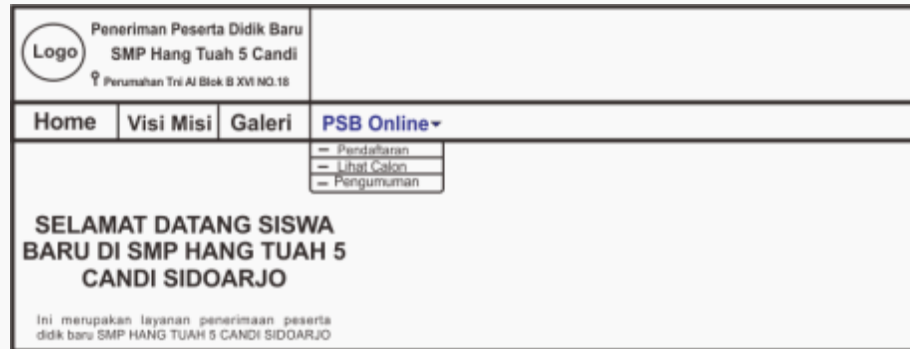 Logo
Peneriman Peserta Didik Baru
SMP Hang Tuah 5 Candi
Perumahan Tni Al Blok B XVI NO.18
Home Visi Misi Galeri PSB Online
– Pendaftaran
– Lihat Calon
– Pengumuman
SELAMAT DATANG SISWA
BARU DI SMP HANG TUAH 5
CANDI SIDOARJO
Ini merupakan layanan penerimaan peserta
didik baru SMP HANG TUAH 5 CANDI SIDOARJO